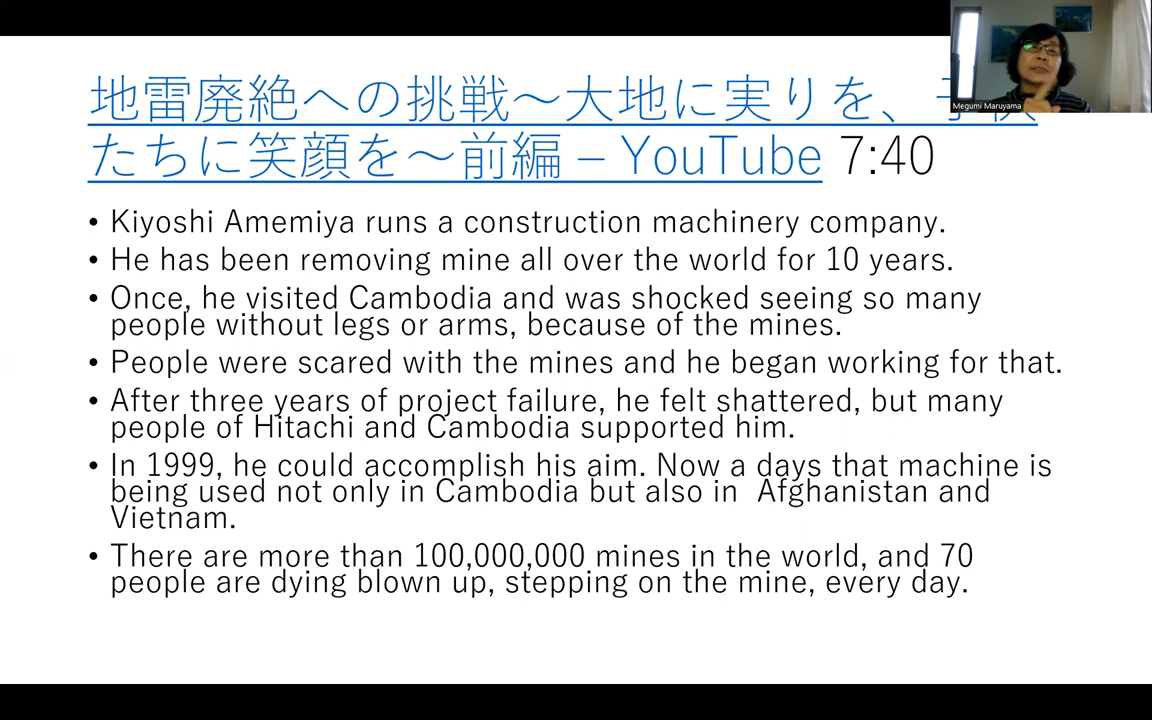 Megumi Maruyama
地雷廃絶への挑戦～大地に実りを、
たちに笑顔を～前編 – YouTube 7:40
• Kiyoshi Amemiya runs a construction machinery company.
• He has been removing mine all over the world for 10 years.
• Once, he visited Cambodia and was shocked seeing so many
people without legs or arms, because of the mines.
• People were scared with the mines and he began working for that.
• After three years of project failure, he felt shattered, but many
people of Hitachi and Cambodia supported him.
• In 1999, he could accomplish his aim. Now a days that machine is
being used not only in Cambodia but also in  Afghanistan and
Vietnam.
• There are more than 100,000,000 mines in the world, and 70
people are dying blown up, stepping on the mine, every day.